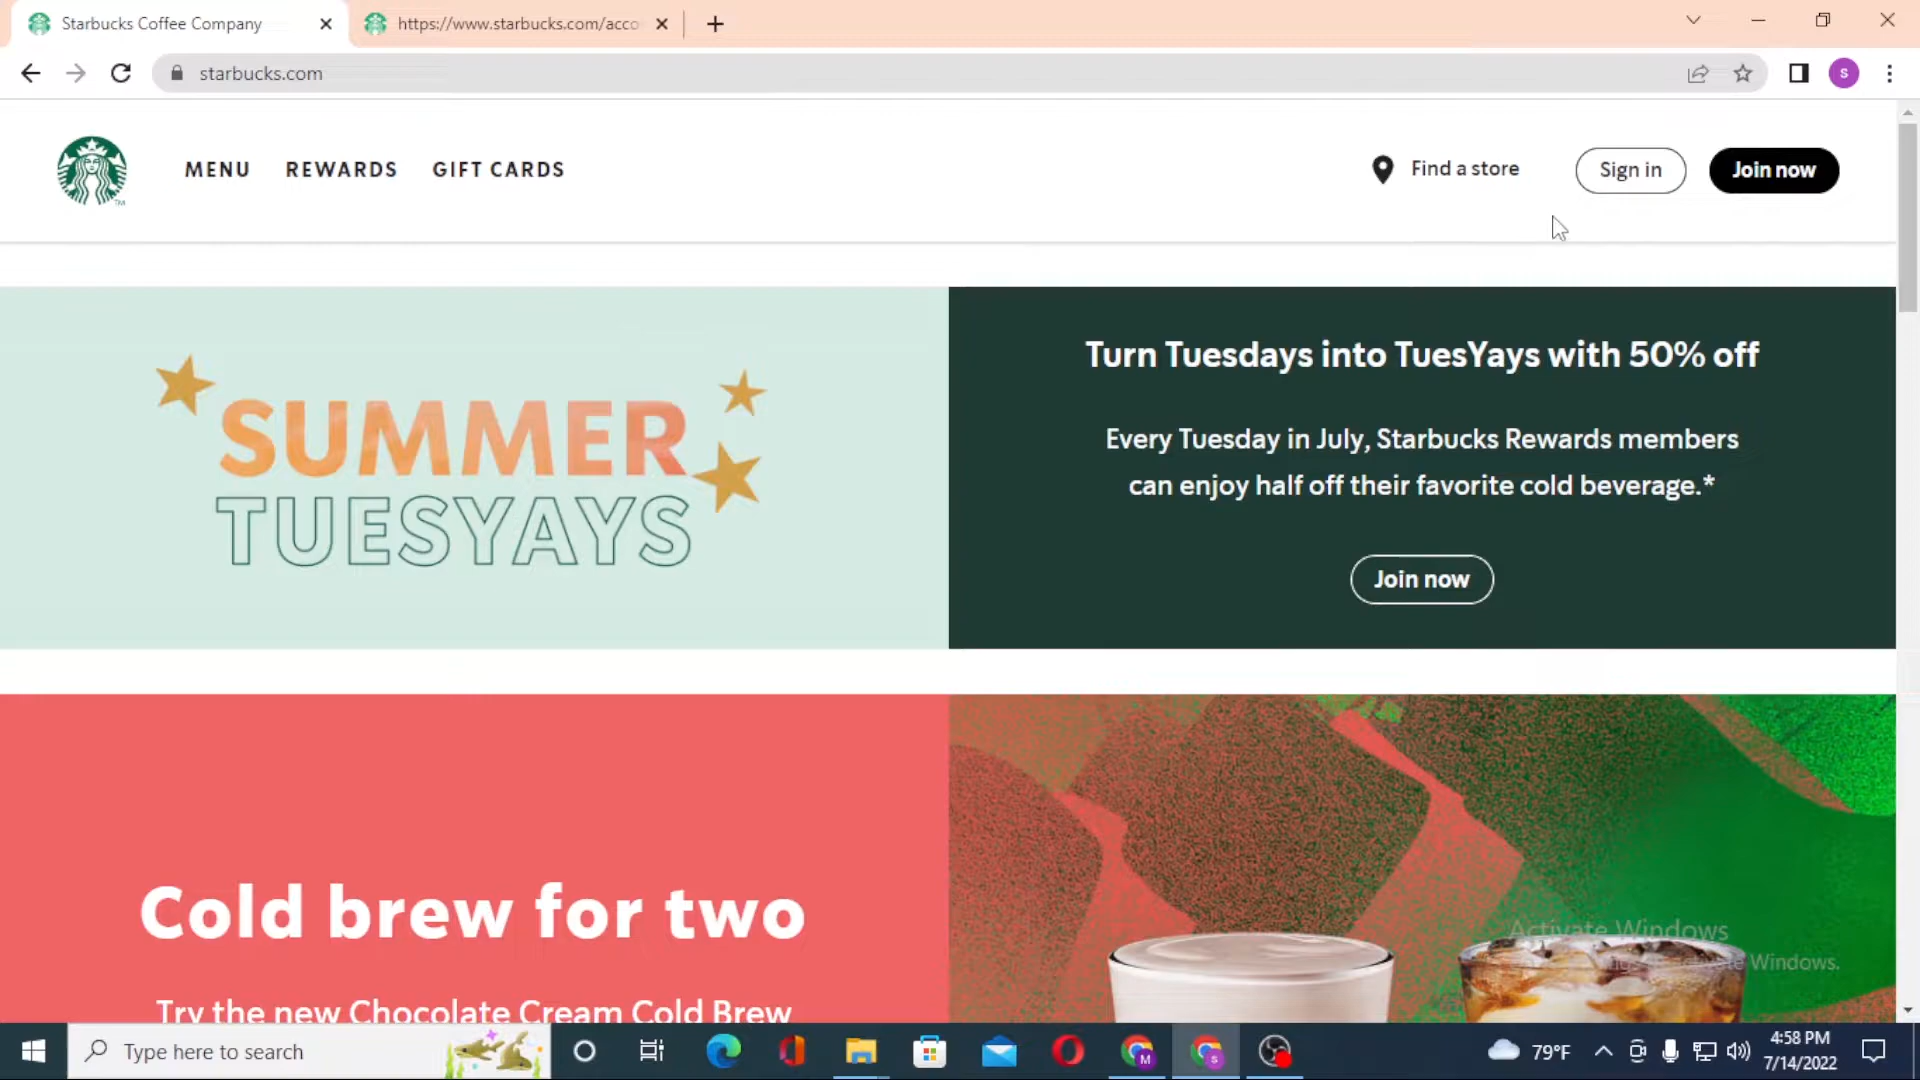 Starbucks Coffee Company
https://www.starbucks.com/acco
starbucks.com
S
MENU REWARDS GIFT CARDS
Find a store
Sign in
Join now
TM
SUMMER
TUESYAYS
Turn Tuesdays into TuesYays with 50% off
Every Tuesday in July, Starbucks Rewards members
can enjoy half off their favorite cold beverage.*
Join now
Cold brew for two
Try the new Chocolate Cream Cold Brew
Activate Windows
Windows.
Type here to search
M
S
79°F
4:58 PM
7/14/2022